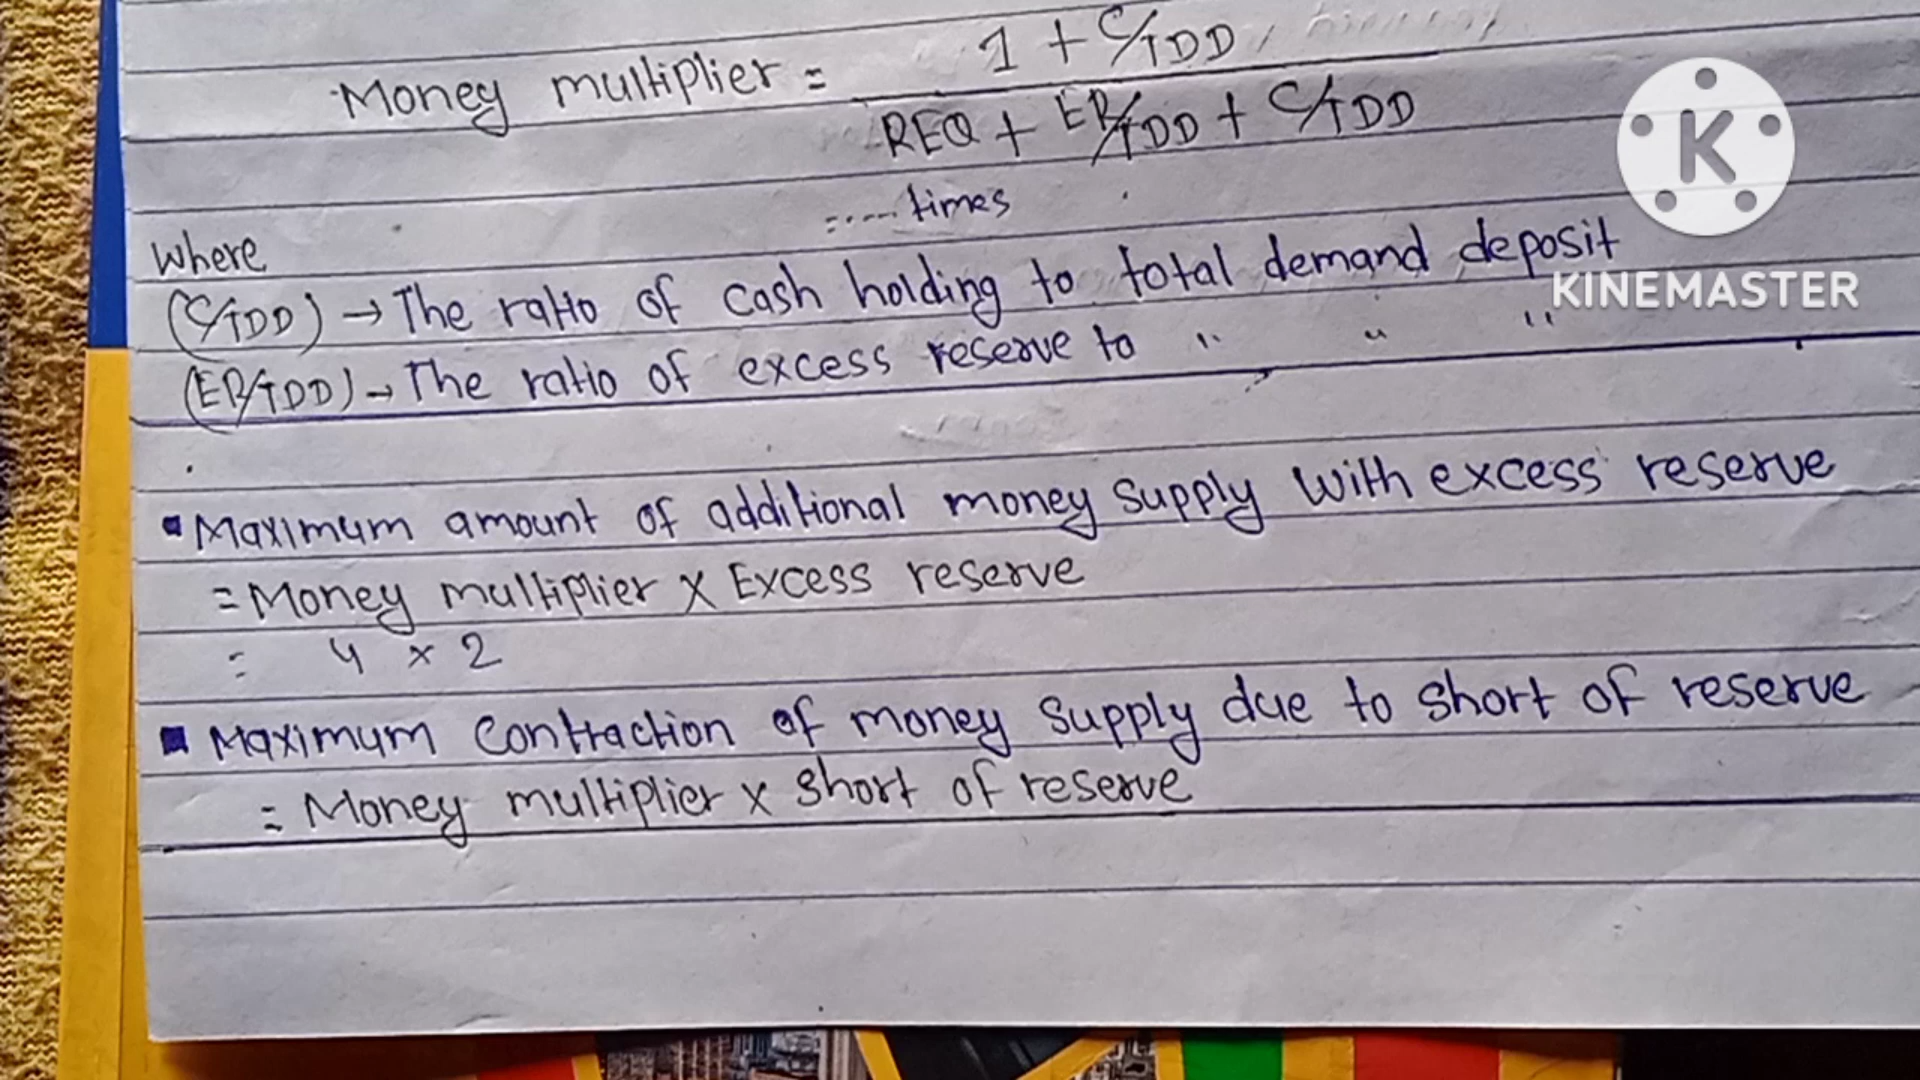 Money multiplier = 1 + C/TDD
REQ + ER/TDD + C/TDD
=..... times
Where
(C/TDD) → The ratio of cash holding to total demand deposit
(ER/TDD) → The ratio of excess reserve to " " "
▪ Maximum amount of additional money supply with excess reserve
= Money multiplier X Excess reserve
= 4 × 2
▪ Maximum contraction of money supply due to short of reserve
= Money multiplier X short of reserve
K
KINEMASTER